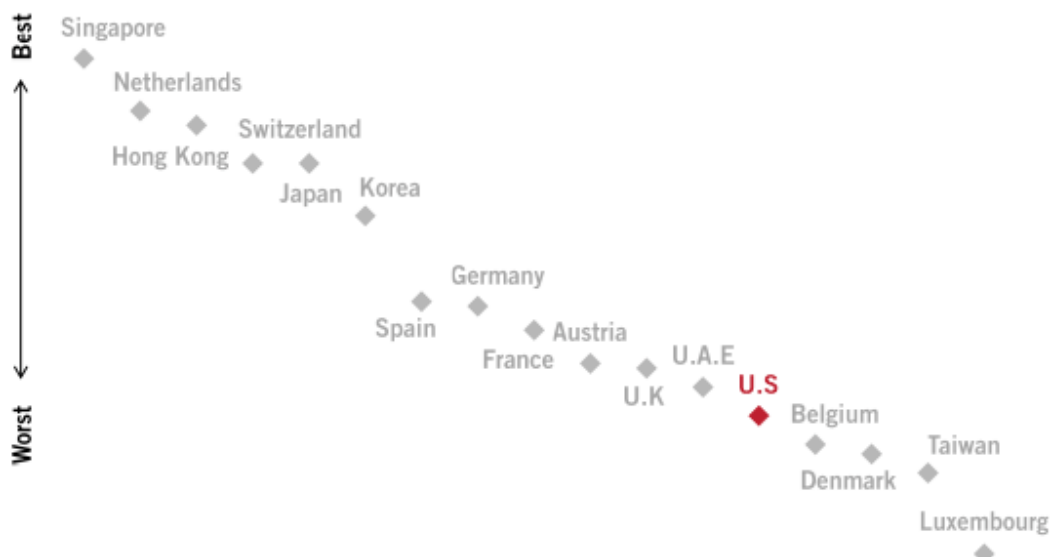 Best
Singapore
Netherlands
Hong Kong
Switzerland
Japan
Korea
Germany
Spain
Austria
France
U.A.E
U.K
U.S
Belgium
Worst
Taiwan
Denmark
Luxembourg